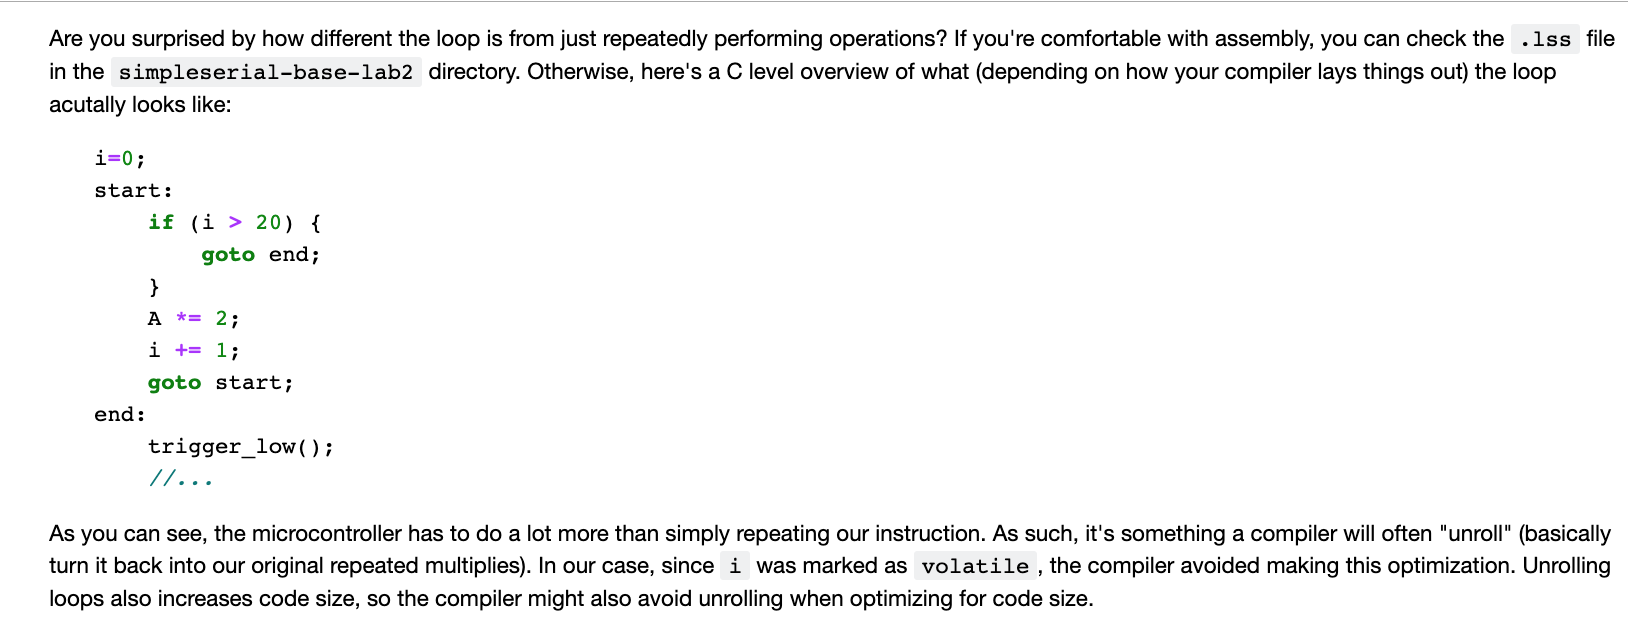 Are you surprised by how different the loop is from just repeatedly performing operations? If you're comfortable with assembly, you can check the .lss file
in the simpleserial-base-lab2 directory. Otherwise, here's a C level overview of what (depending on how your compiler lays things out) the loop
acutally looks like:
i=0;
start:
if (i > 20) {
goto end;
}
A *= 2;
i += 1;
goto start;
end:
trigger_low();
//...
As you can see, the microcontroller has to do a lot more than simply repeating our instruction. As such, it's something a compiler will often "unroll" (basically
turn it back into our original repeated multiplies). In our case, since i was marked as volatile , the compiler avoided making this optimization. Unrolling
loops also increases code size, so the compiler might also avoid unrolling when optimizing for code size.